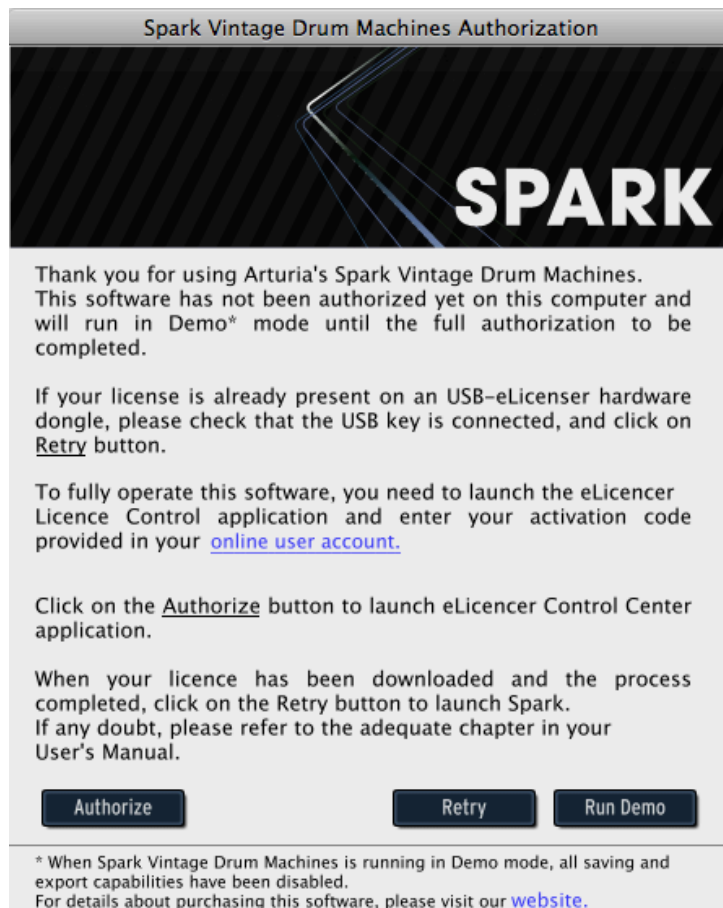 Spark Vintage Drum Machines Authorization
SPARK
Thank you for using Arturia's Spark Vintage Drum Machines.
This software has not been authorized yet on this computer and
will run in Demo* mode until the full authorization to be
completed.
If your license is already present on an USB-eLicenser hardware
dongle, please check that the USB key is connected, and click on
Retry button.
To fully operate this software, you need to launch the eLicencer
Licence Control application and enter your activation code
provided in your online user account.
Click on the Authorize button to launch eLicencer Control Center
application.
When your licence has been downloaded and the process
completed, click on the Retry button to launch Spark.
If any doubt, please refer to the adequate chapter in your
User's Manual.
Authorize Retry Run Demo
* When Spark Vintage Drum Machines is running in Demo mode, all saving and
export capabilities have been disabled.
For details about purchasing this software, please visit our website.